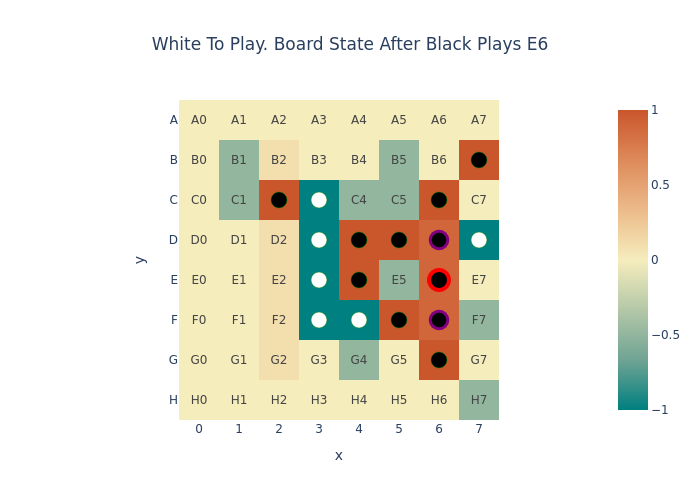 White To Play. Board State After Black Plays E6
A A0 A1 A2 A3 A4 A5 A6 A7
B B0 B1 B2 B3 B4 B5 B6
C C0 C1 C4 C5 C7
D D0 D1 D2
E E0 E1 E2 E5 E7
F F0 F1 F2 F7
G G0 G1 G2 G3 G4 G5 G7
H H0 H1 H2 H3 H4 H5 H6 H7
0 1 2 3 4 5 6 7
x
y
1
0.5
0
−0.5
−1